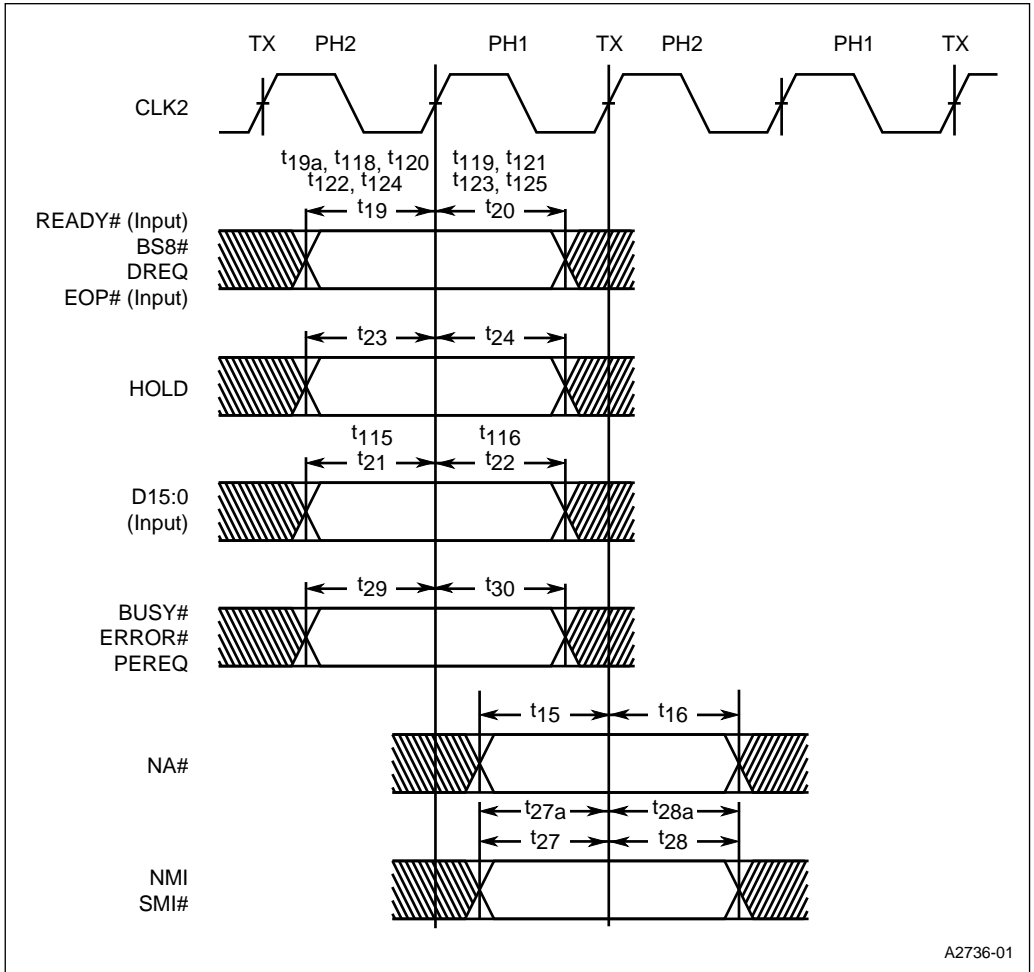 TX PH2 PH1 TX PH2 PH1 TX
CLK2
t19a, t118, t120 t119, t121
t122, t124 t123, t125
t19 t20
READY# (Input)
BS8#
DREQ
EOP# (Input)
t23 t24
HOLD
t115 t116
t21 t22
D15:0
(Input)
t29 t30
BUSY#
ERROR#
PEREQ
t15 t16
NA#
t27a t28a
t27 t28
NMI
SMI#
A2736-01